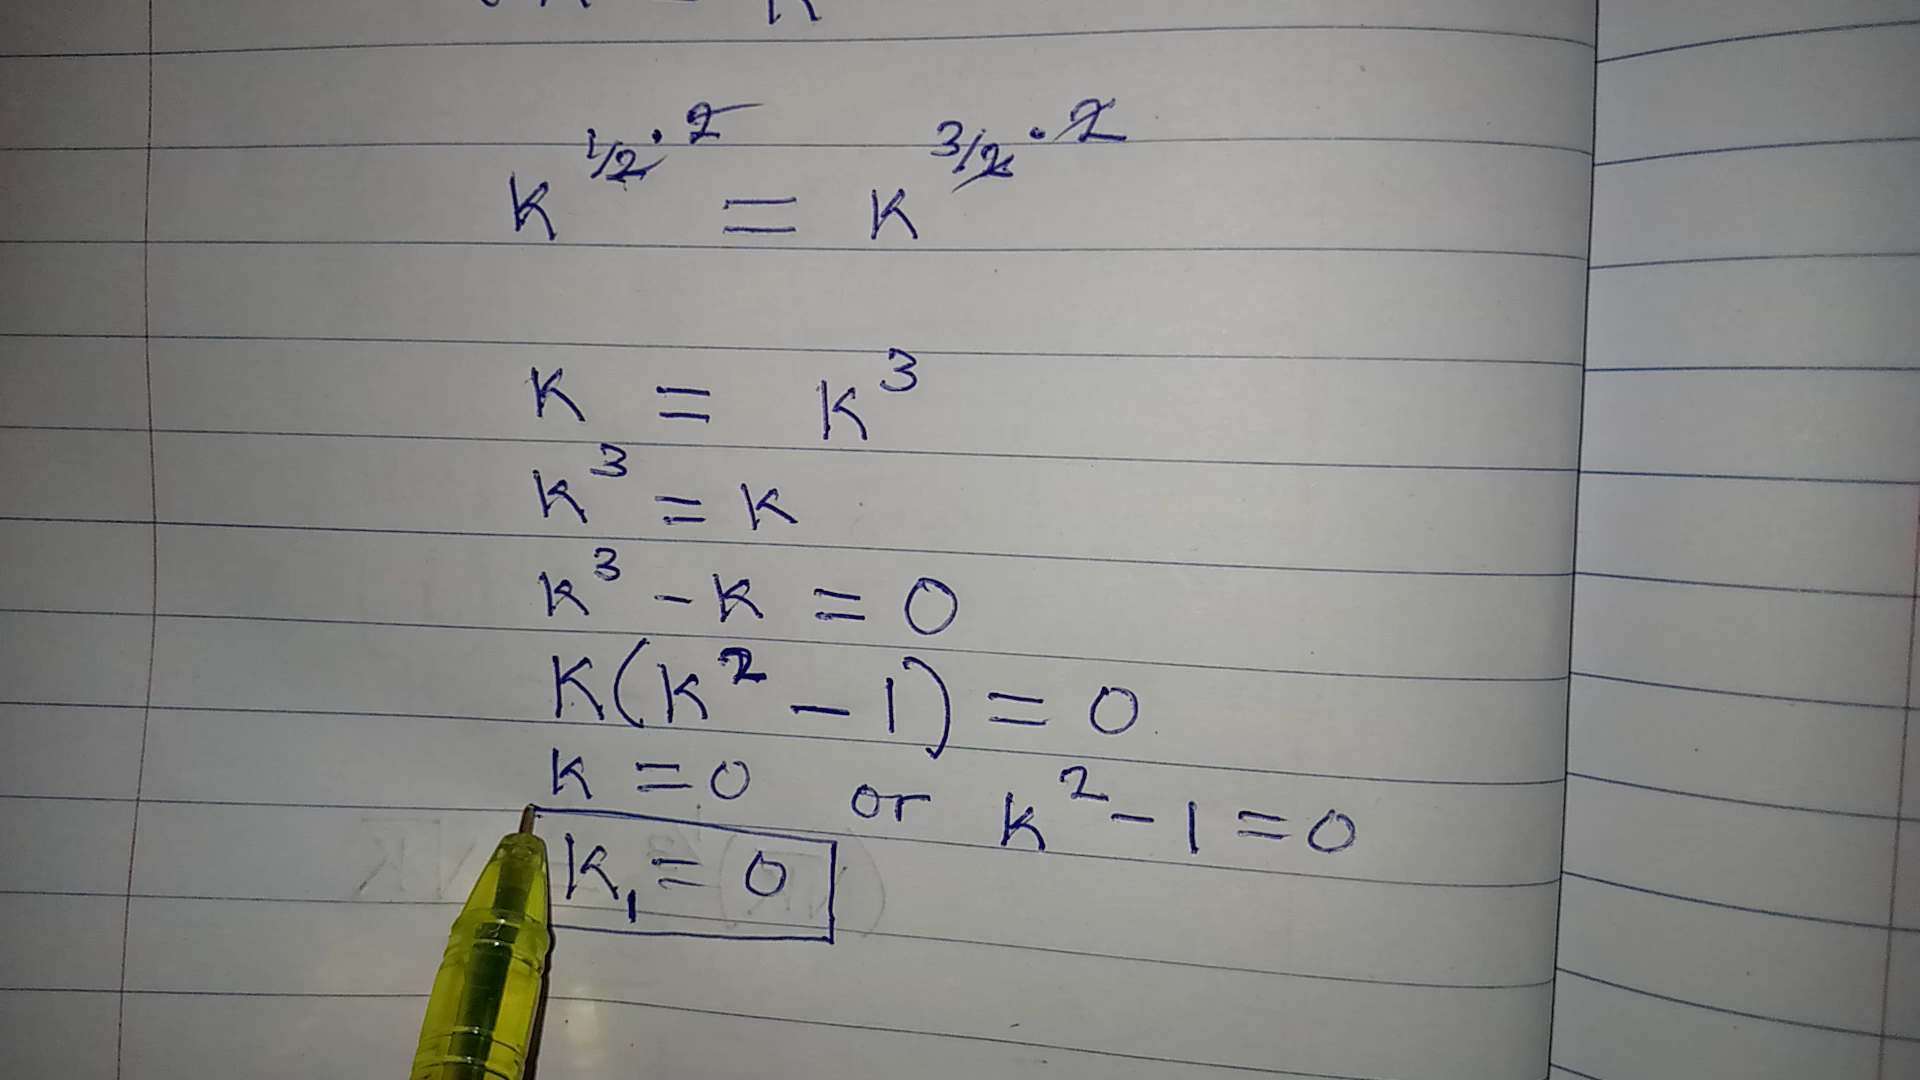 K^{1/2 · 2} = K^{3/2 · 2}
K = K^3
K^3 = K
K^3 - K = 0
K(K^2 - 1) = 0
K = 0 or K^2 - 1 = 0
K_1 = 0